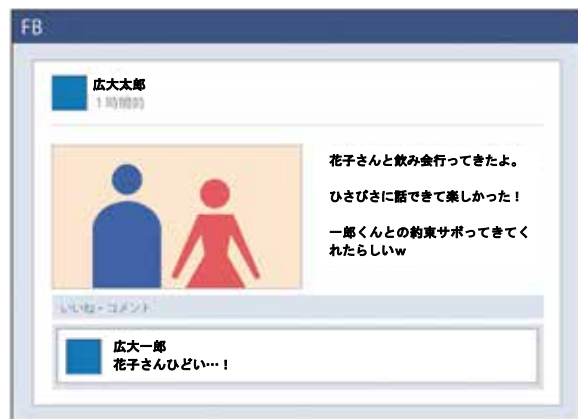 FB
広大太郎
1時間前
花子さんと飲み会行ってきたよ。
ひさびさに話できて楽しかった！
一郎くんとの約束サボってきてく
れたらしいｗ
いいね・コメント
広大一郎
花子さんひどい…！